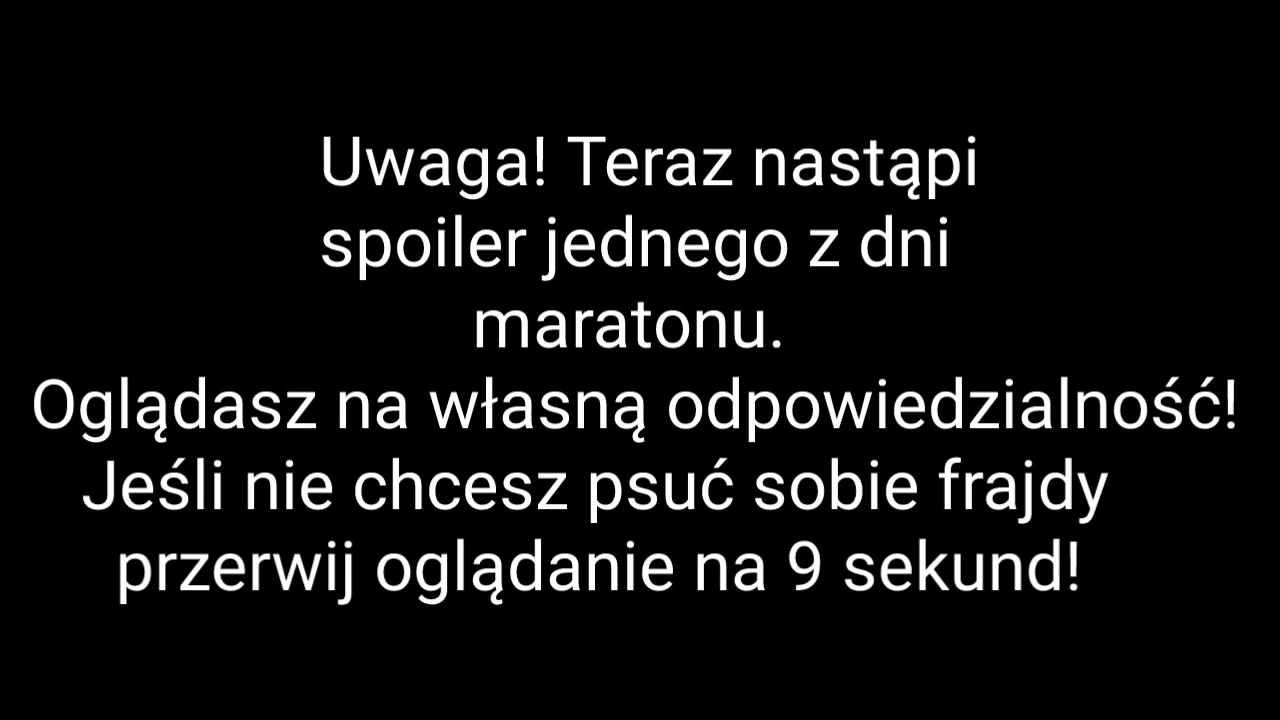 Uwaga! Teraz nastąpi
spoiler jednego z dni
maratonu.
Oglądasz na własną odpowiedzialność!
Jeśli nie chcesz psuć sobie frajdy
przerwij oglądanie na 9 sekund!